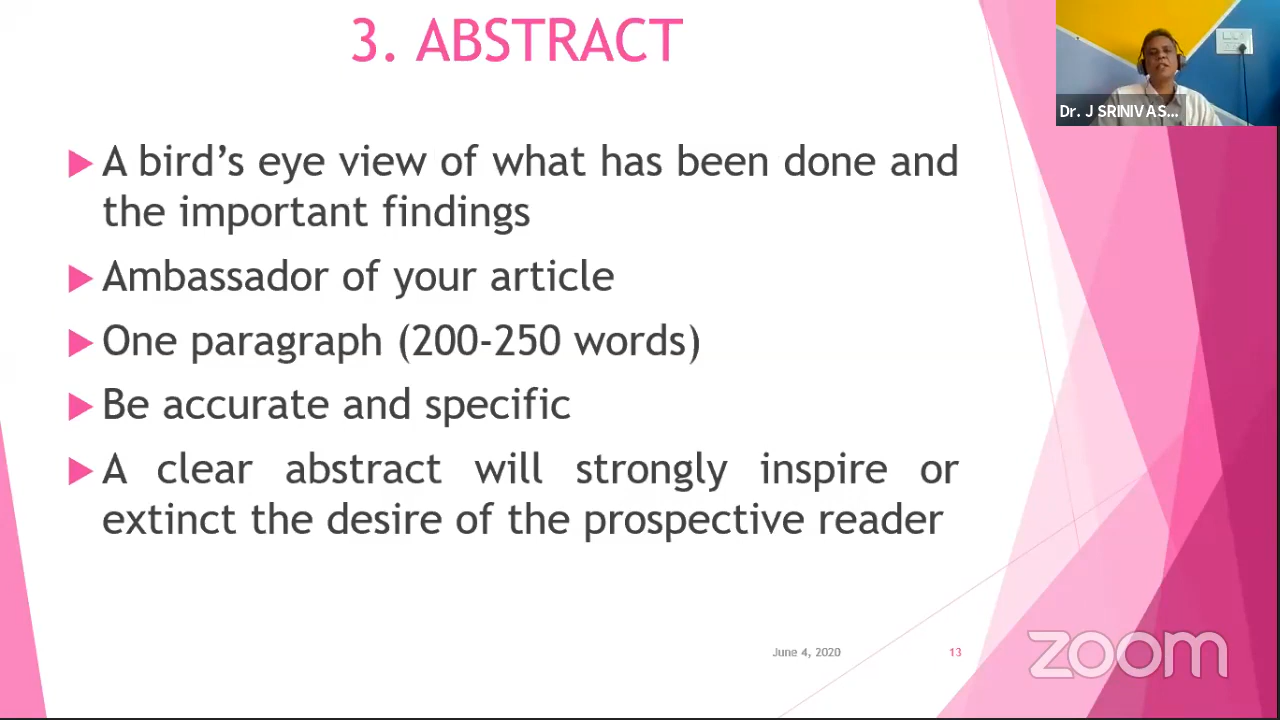 3. ABSTRACT
Dr. J SRINIVAS...
A bird’s eye view of what has been done and
the important findings
Ambassador of your article
One paragraph (200-250 words)
Be accurate and specific
A clear abstract will strongly inspire or
extinct the desire of the prospective reader
June 4, 2020
13
zoom